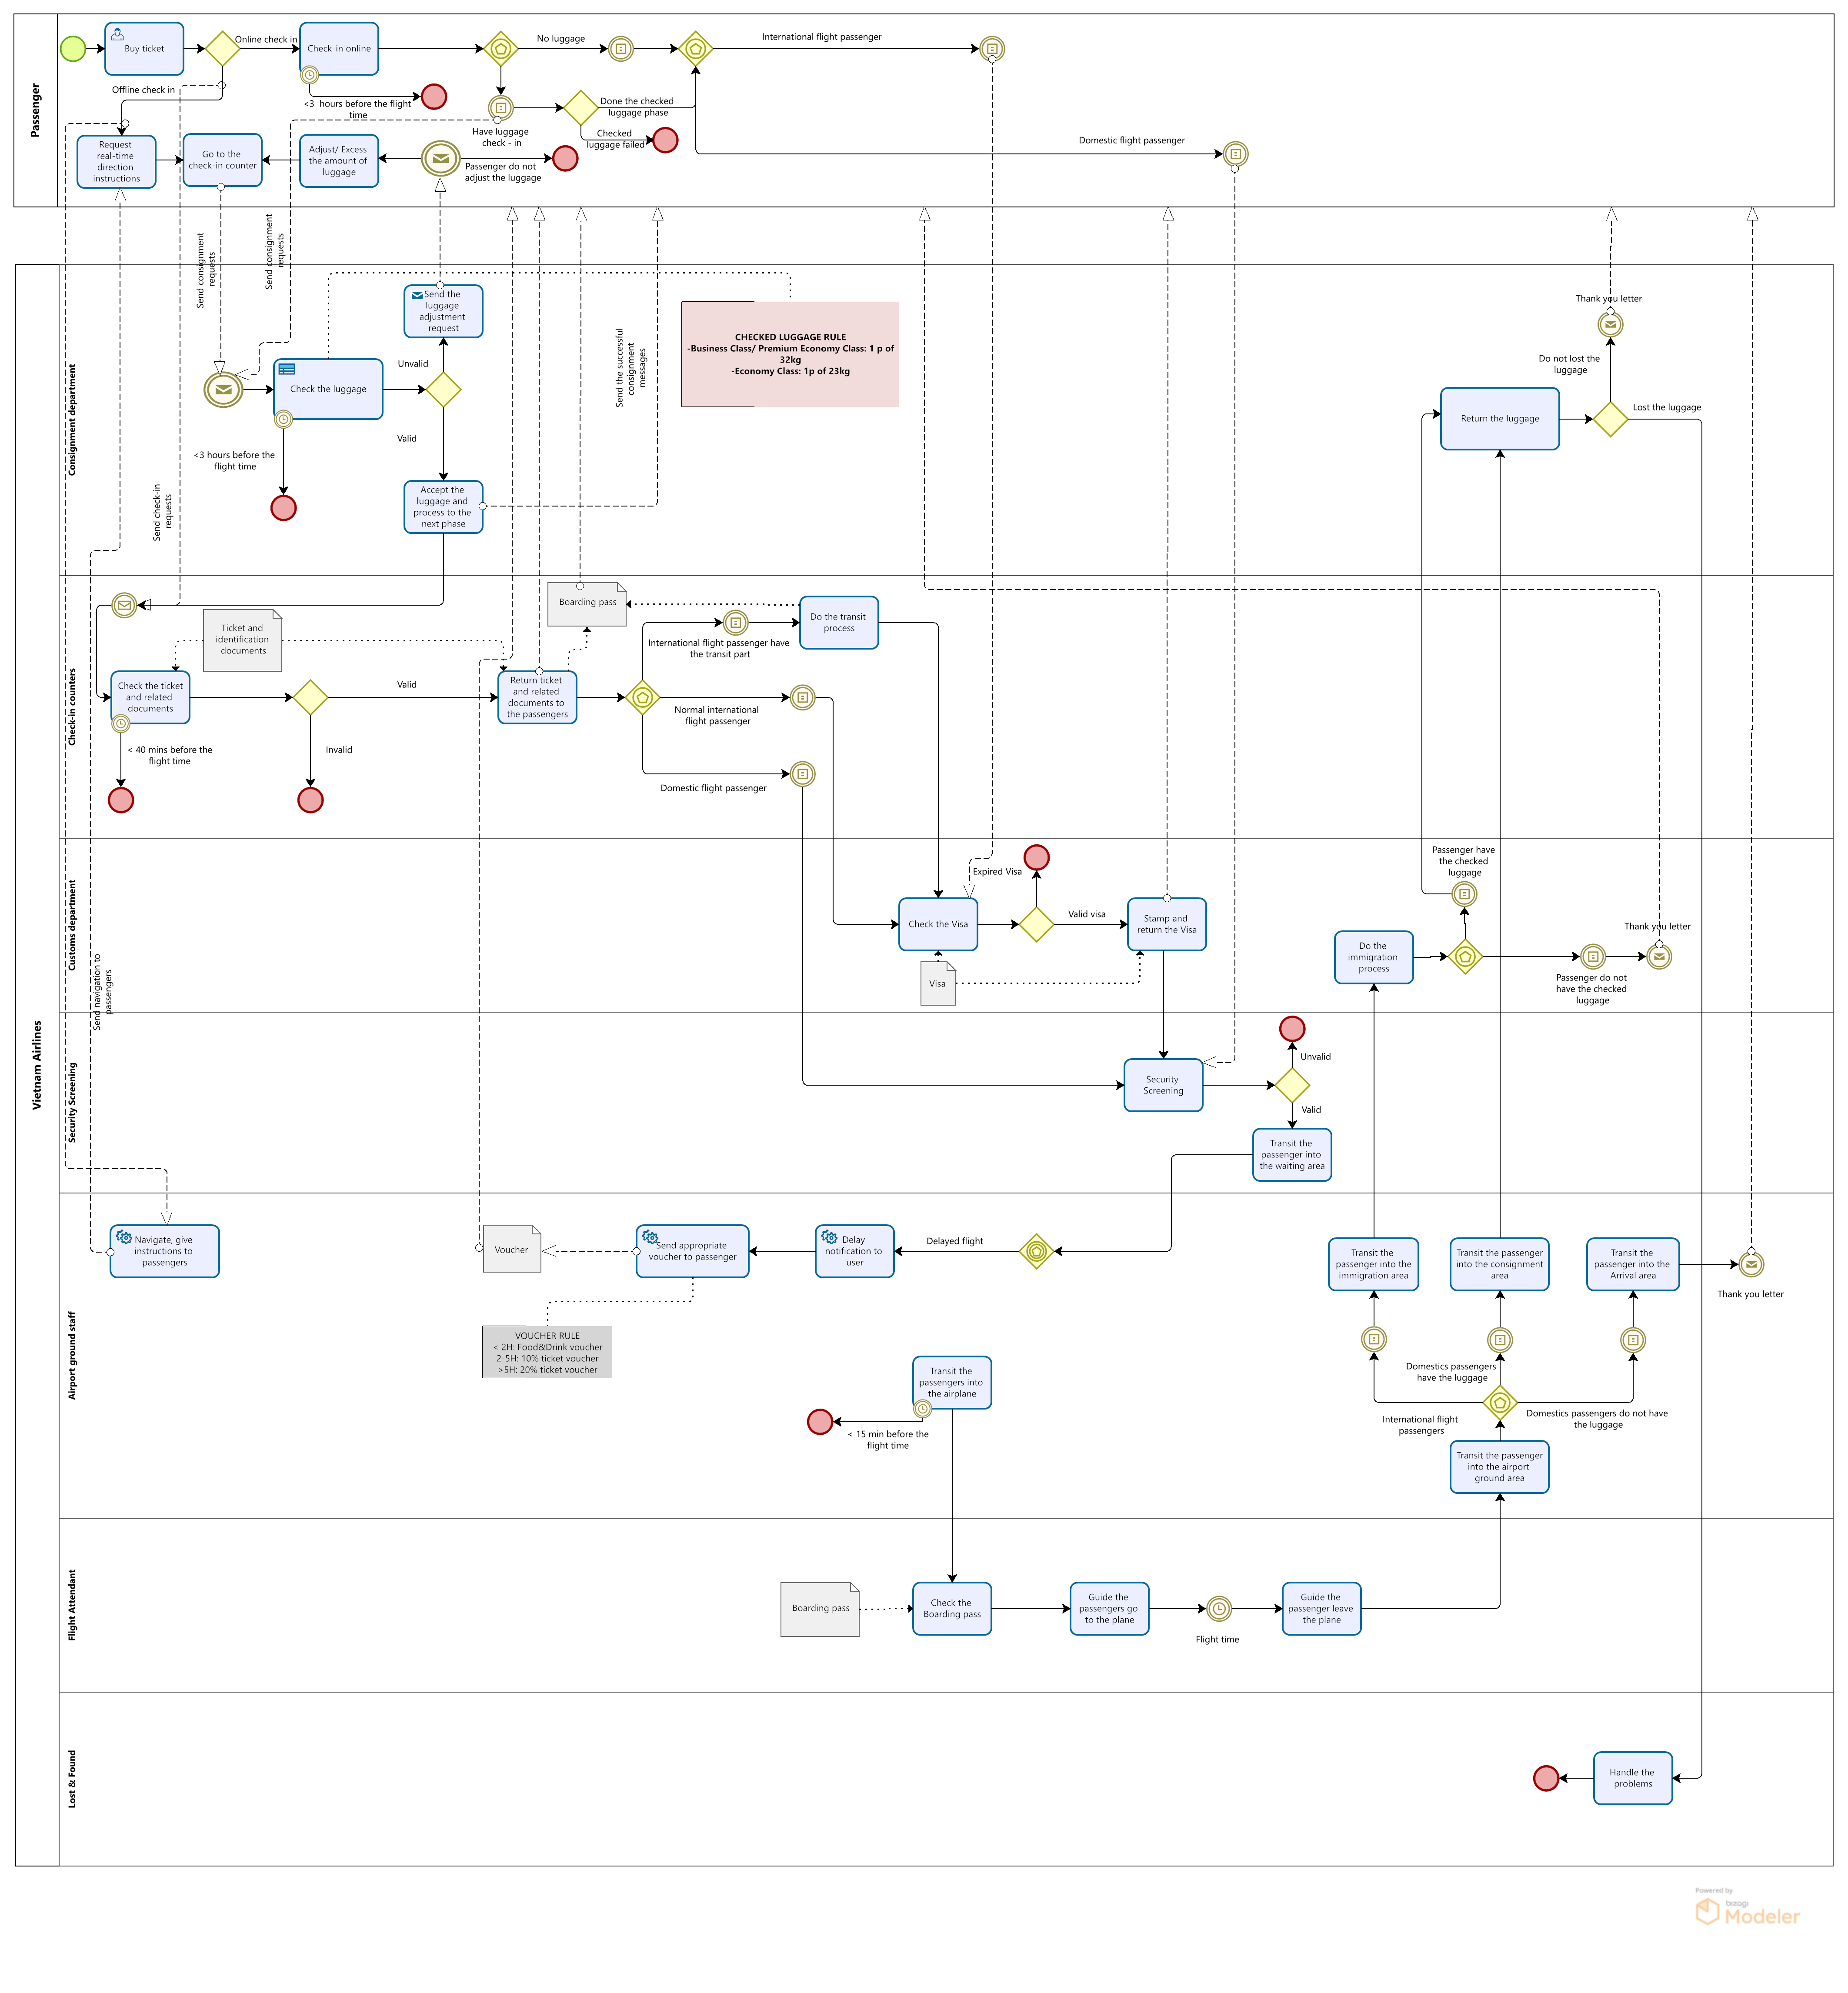 Passenger
Buy ticket
Online check in
Check-in online
No luggage
International flight passenger
Offline check in
<3  hours before the flight
time
Done the checked
luggage phase
Have luggage
check - in
Checked
luggage failed
Domestic flight passenger
Request
real-time
direction
instructions
Go to the
check-in counter
Adjust/ Excess
the amount of
luggage
Passenger do not
adjust the luggage
Vietnam Airlines
Consignment department
Send consignment
requests
Send consignment
requests
Send the
luggage
adjustment
request
CHECKED LUGGAGE RULE
-Business Class/ Premium Economy Class: 1 p of
32kg
-Economy Class: 1p of 23kg
Thank you letter
Unvalid
Check the luggage
Send the successful
consignment
messages
Do not lost the
luggage
Return the luggage
Lost the luggage
Valid
<3 hours before the
flight time
Accept the
luggage and
process to the
next phase
Send check-in
requests
Check-in counters
Boarding pass
Do the transit
process
Ticket and
identification
documents
International flight passenger have
the transit part
Check the ticket
and related
documents
Valid
Return ticket
and related
documents to
the passengers
Normal international
flight passenger
< 40 mins before the
flight time
Invalid
Domestic flight passenger
Customs department
Send navigation to
passengers
Expired Visa
Check the Visa
Valid visa
Stamp and
return the Visa
Visa
Passenger have
the checked
luggage
Do the
immigration
process
Thank you letter
Passenger do not
have the checked
luggage
Security Screening
Security
Screening
Unvalid
Valid
Transit the
passenger into
the waiting area
Airport ground staff
Navigate, give
instructions to
passengers
Voucher
Send appropriate
voucher to passenger
Delay
notification to
user
Delayed flight
Transit the
passenger into the
immigration area
Transit the passenger
into the consignment
area
Transit the
passenger into the
Arrival area
Thank you letter
VOUCHER RULE
< 2H: Food&Drink voucher
2-5H: 10% ticket voucher
>5H: 20% ticket voucher
Transit the
passengers into
the airplane
< 15 min before the
flight time
Domestics passengers
have the luggage
International flight
passengers
Domestics passengers do not have
the luggage
Transit the passenger
into the airport
ground area
Flight Attendant
Boarding pass
Check the
Boarding pass
Guide the
passengers go
to the plane
Flight time
Guide the
passenger leave
the plane
Lost & Found
Handle the
problems
Powered by
bizagi
Modeler